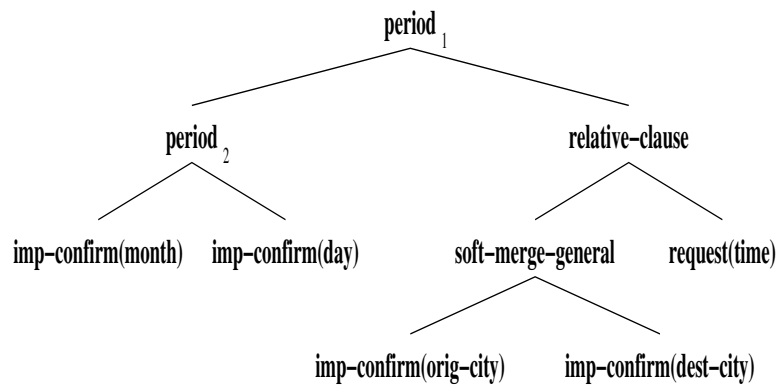 period 1
period 2 relative–clause
imp–confirm(month) imp–confirm(day) soft–merge–general request(time)
imp–confirm(orig–city) imp–confirm(dest–city)